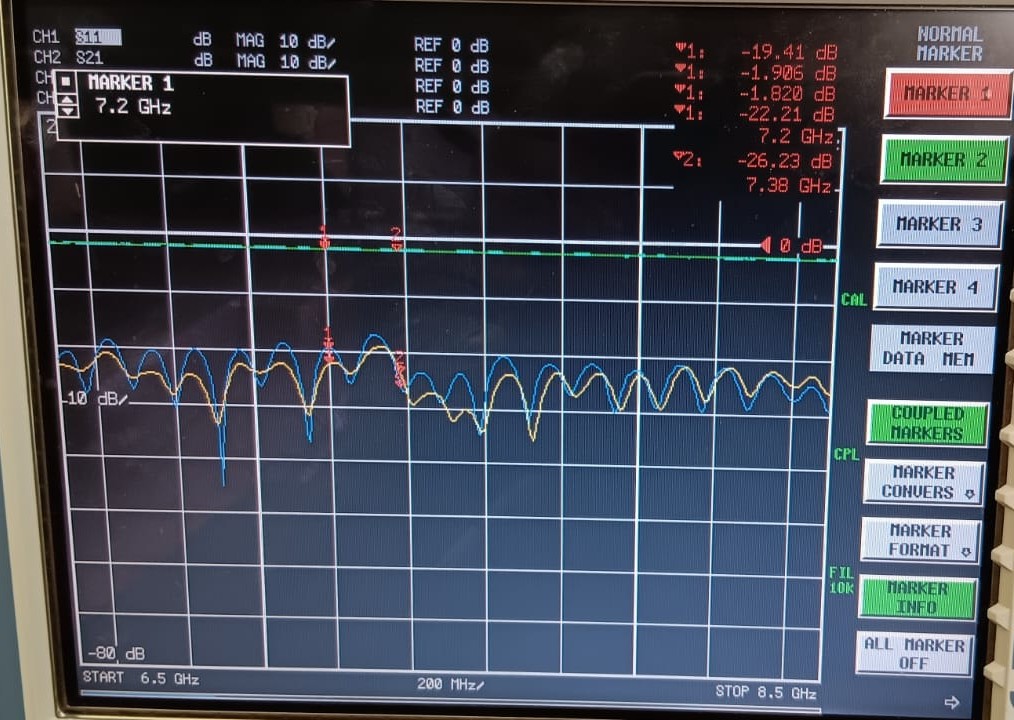 CH1 S11 dB MAG 10 dB/ REF 0 dB
CH2 S21 dB MAG 10 dB/ REF 0 dB
CH REF 0 dB
CH REF 0 dB
MARKER 1
7.2 GHz
▼1: -19.41 dB
▼1: -1.906 dB
▼1: -1.820 dB
▼1: -22.21 dB
7.2 GHz
▼2: -26.23 dB
7.38 GHz
2
1
2
0 dB
1
2
10 dB/
-80 dB
START 6.5 GHz
200 MHz/
STOP 8.5 GHz
CAL
CPL
FIL
10k
NORMAL
MARKER
MARKER 1
MARKER 2
MARKER 3
MARKER 4
MARKER
DATA MEM
COUPLED
MARKERS
MARKER
CONVERS
MARKER
FORMAT
MARKER
INFO
ALL MARKER
OFF